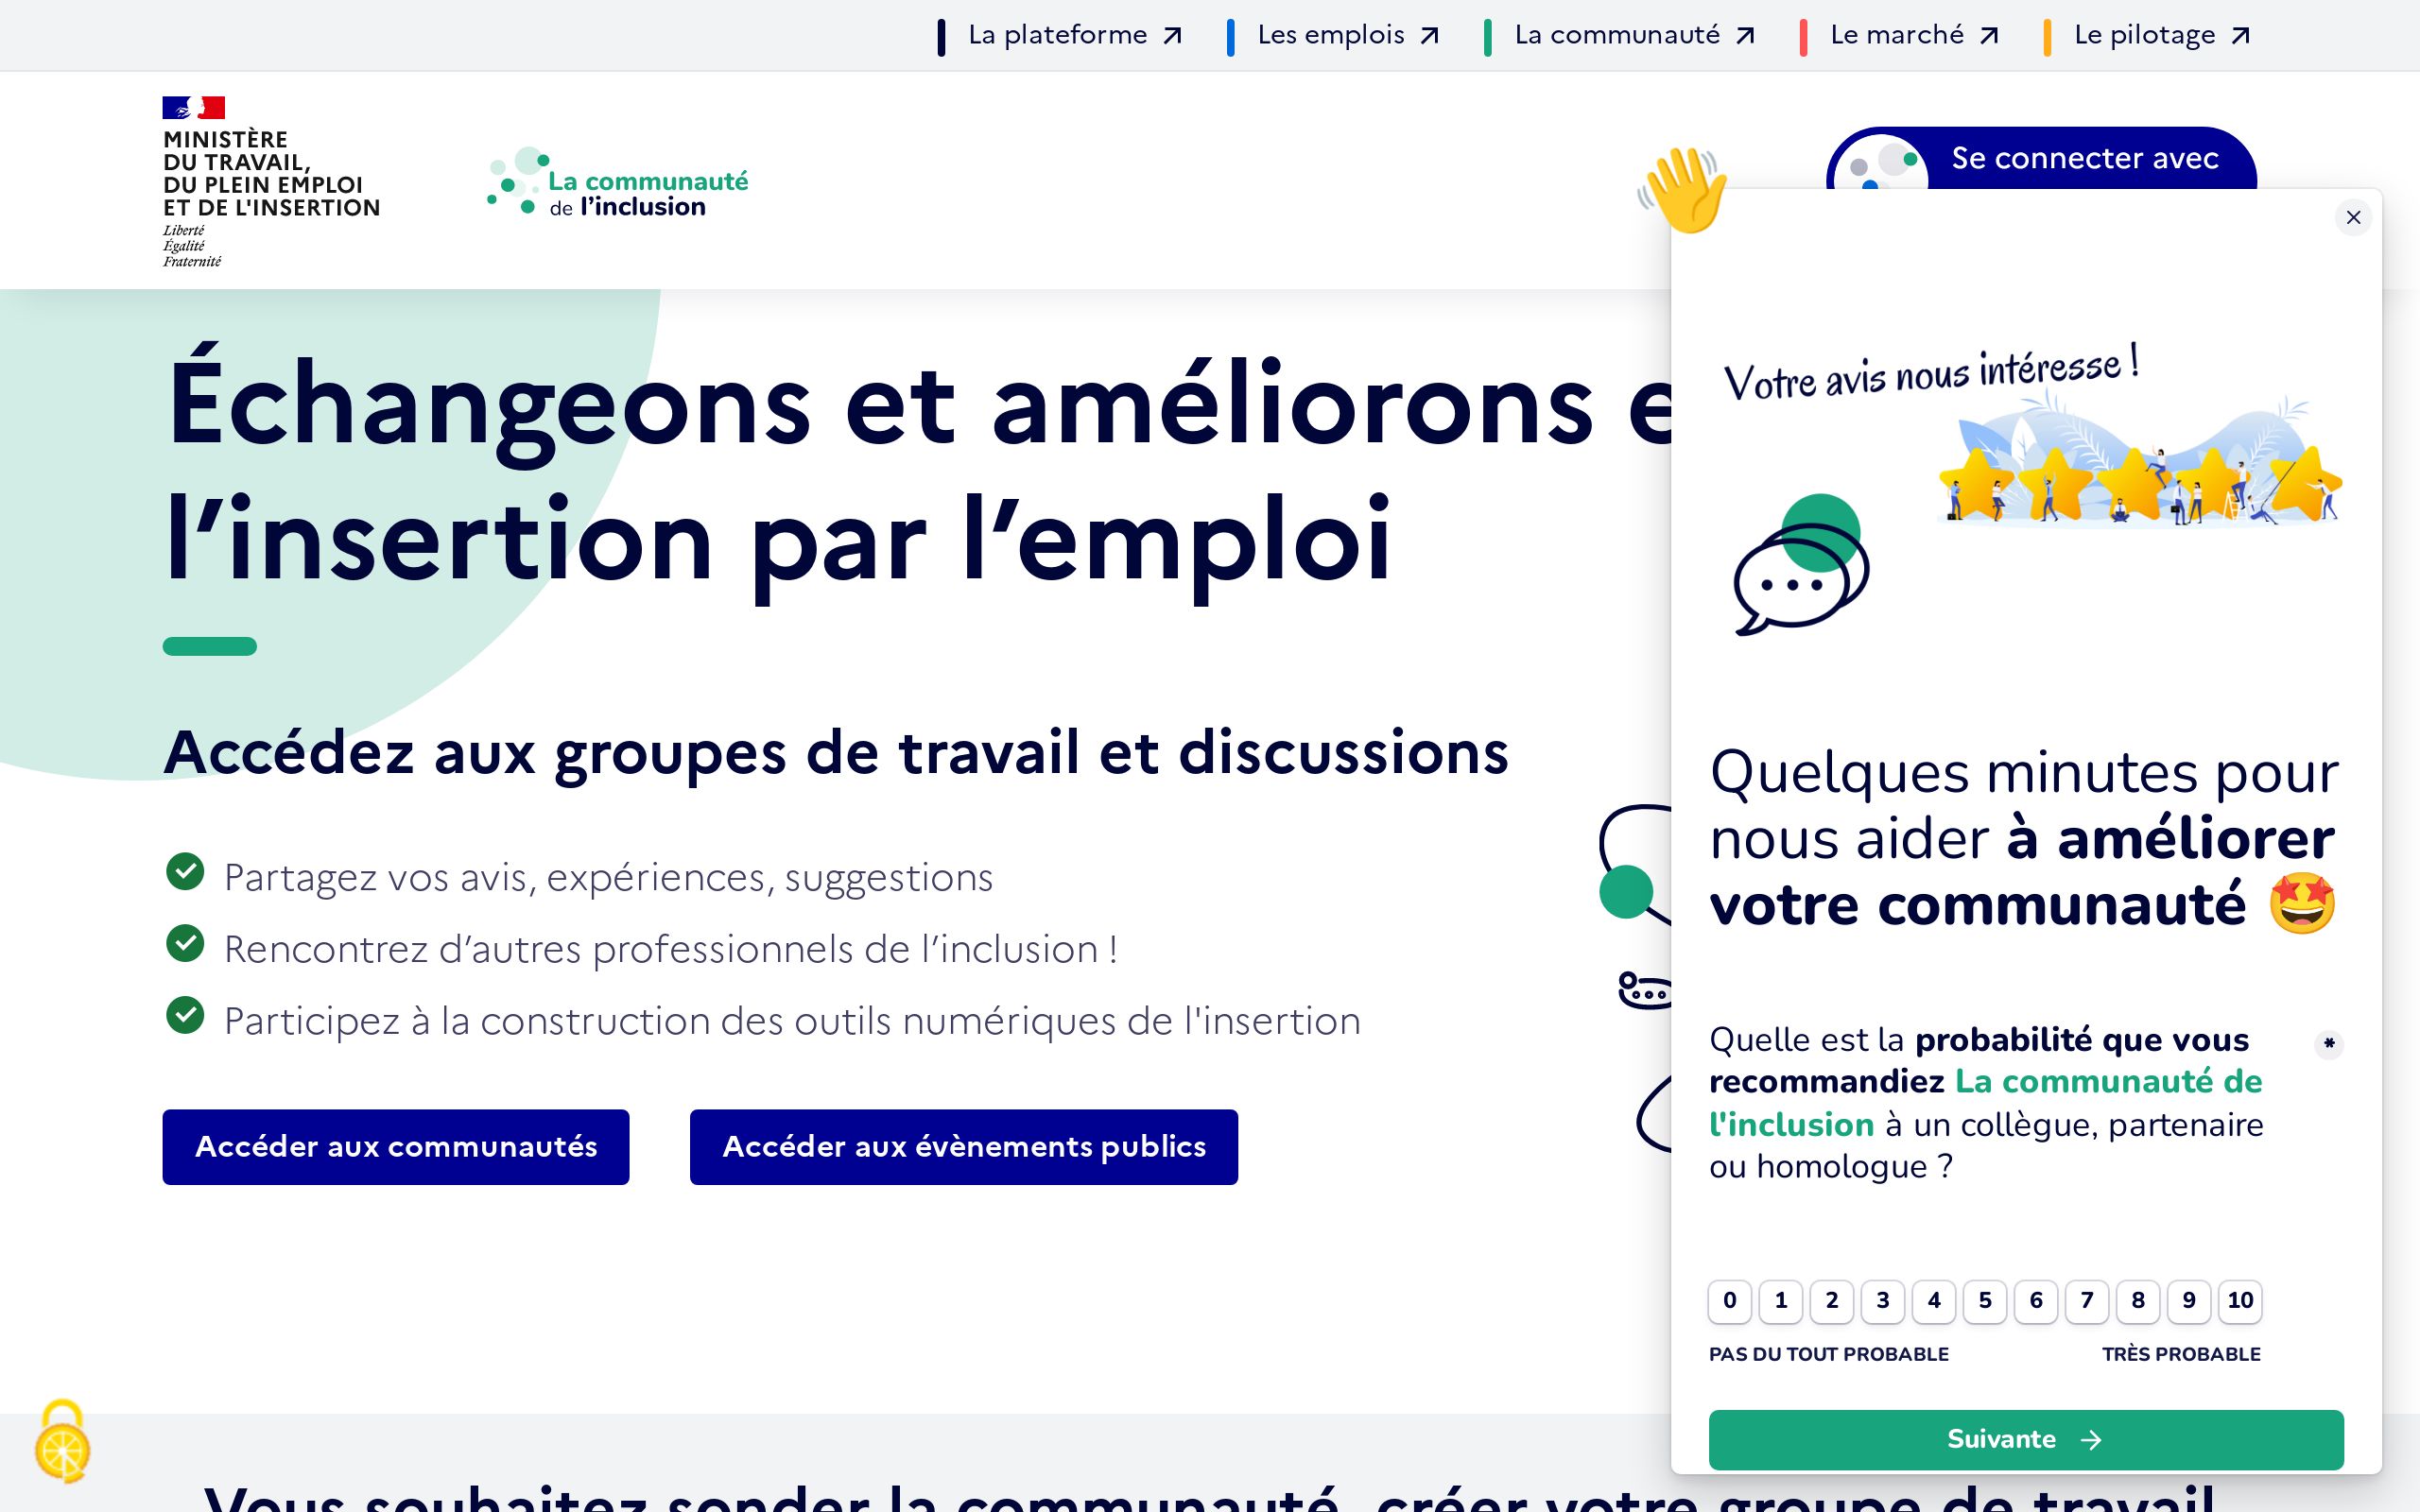 La plateforme
Les emplois
La communauté
Le marché
Le pilotage
MINISTÈRE
DU TRAVAIL,
DU PLEIN EMPLOI
ET DE L'INSERTION
Liberté
Égalité
Fraternité
La communauté
de l’inclusion
Se connecter avec
Échangeons et améliorons
l’insertion par l’emploi
Accédez aux groupes de travail et discussions
Partagez vos avis, expériences, suggestions
Rencontrez d’autres professionnels de l’inclusion !
Participez à la construction des outils numériques de l'insertion
Accéder aux communautés
Accéder aux évènements publics
Votre avis nous intéresse !
Quelques minutes pour
nous aider à améliorer
votre communauté
Quelle est la probabilité que vous *
recommandiez La communauté de
l'inclusion à un collègue, partenaire
ou homologue ?
0 1 2 3 4 5 6 7 8 9 10
PAS DU TOUT PROBABLE TRÈS PROBABLE
Suivante
Vous souhaitez sonder la communauté, créer votre groupe de travail